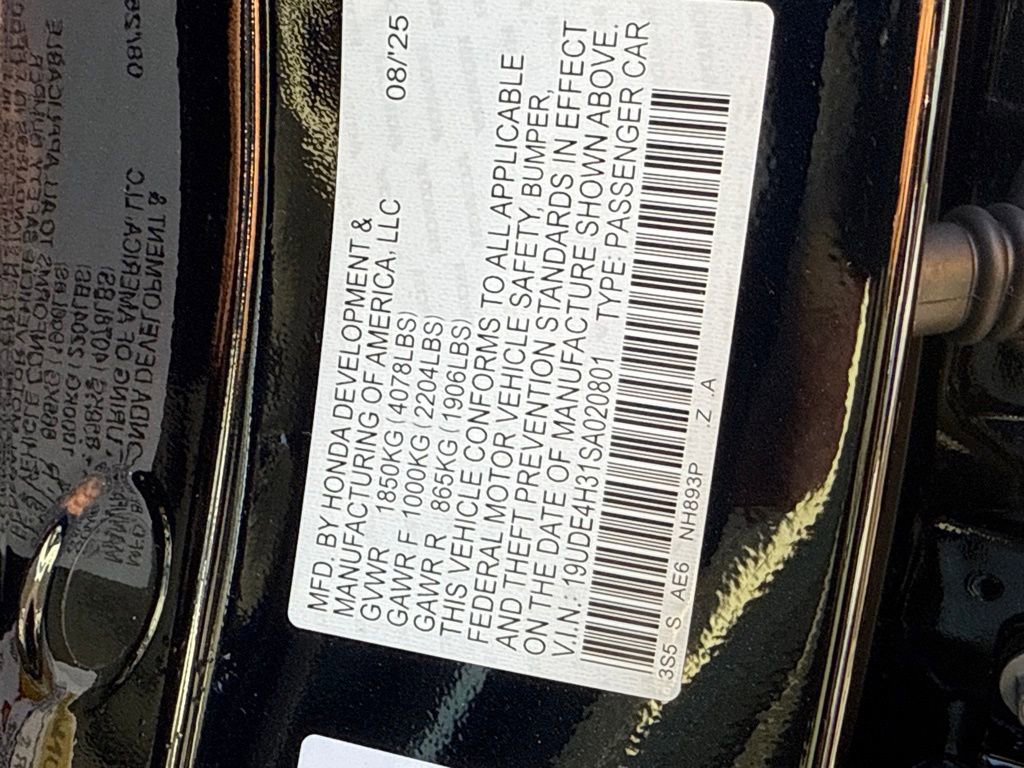 MFD. BY HONDA DEVELOPMENT &
MANUFACTURING OF AMERICA, LLC 08/'25
GVWR 1850KG (4078LBS)
GAWR F 1000KG (2204LBS)
GAWR R 865KG (1906LBS)
THIS VEHICLE CONFORMS TO ALL APPLICABLE
FEDERAL MOTOR VEHICLE SAFETY, BUMPER,
AND THEFT PREVENTION STANDARDS IN EFFECT
ON THE DATE OF MANUFACTURE SHOWN ABOVE.
V.I.N.: 19UDE4H31SA020801 TYPE: PASSENGER CAR
3S5 S AE6 NH893P Z .A